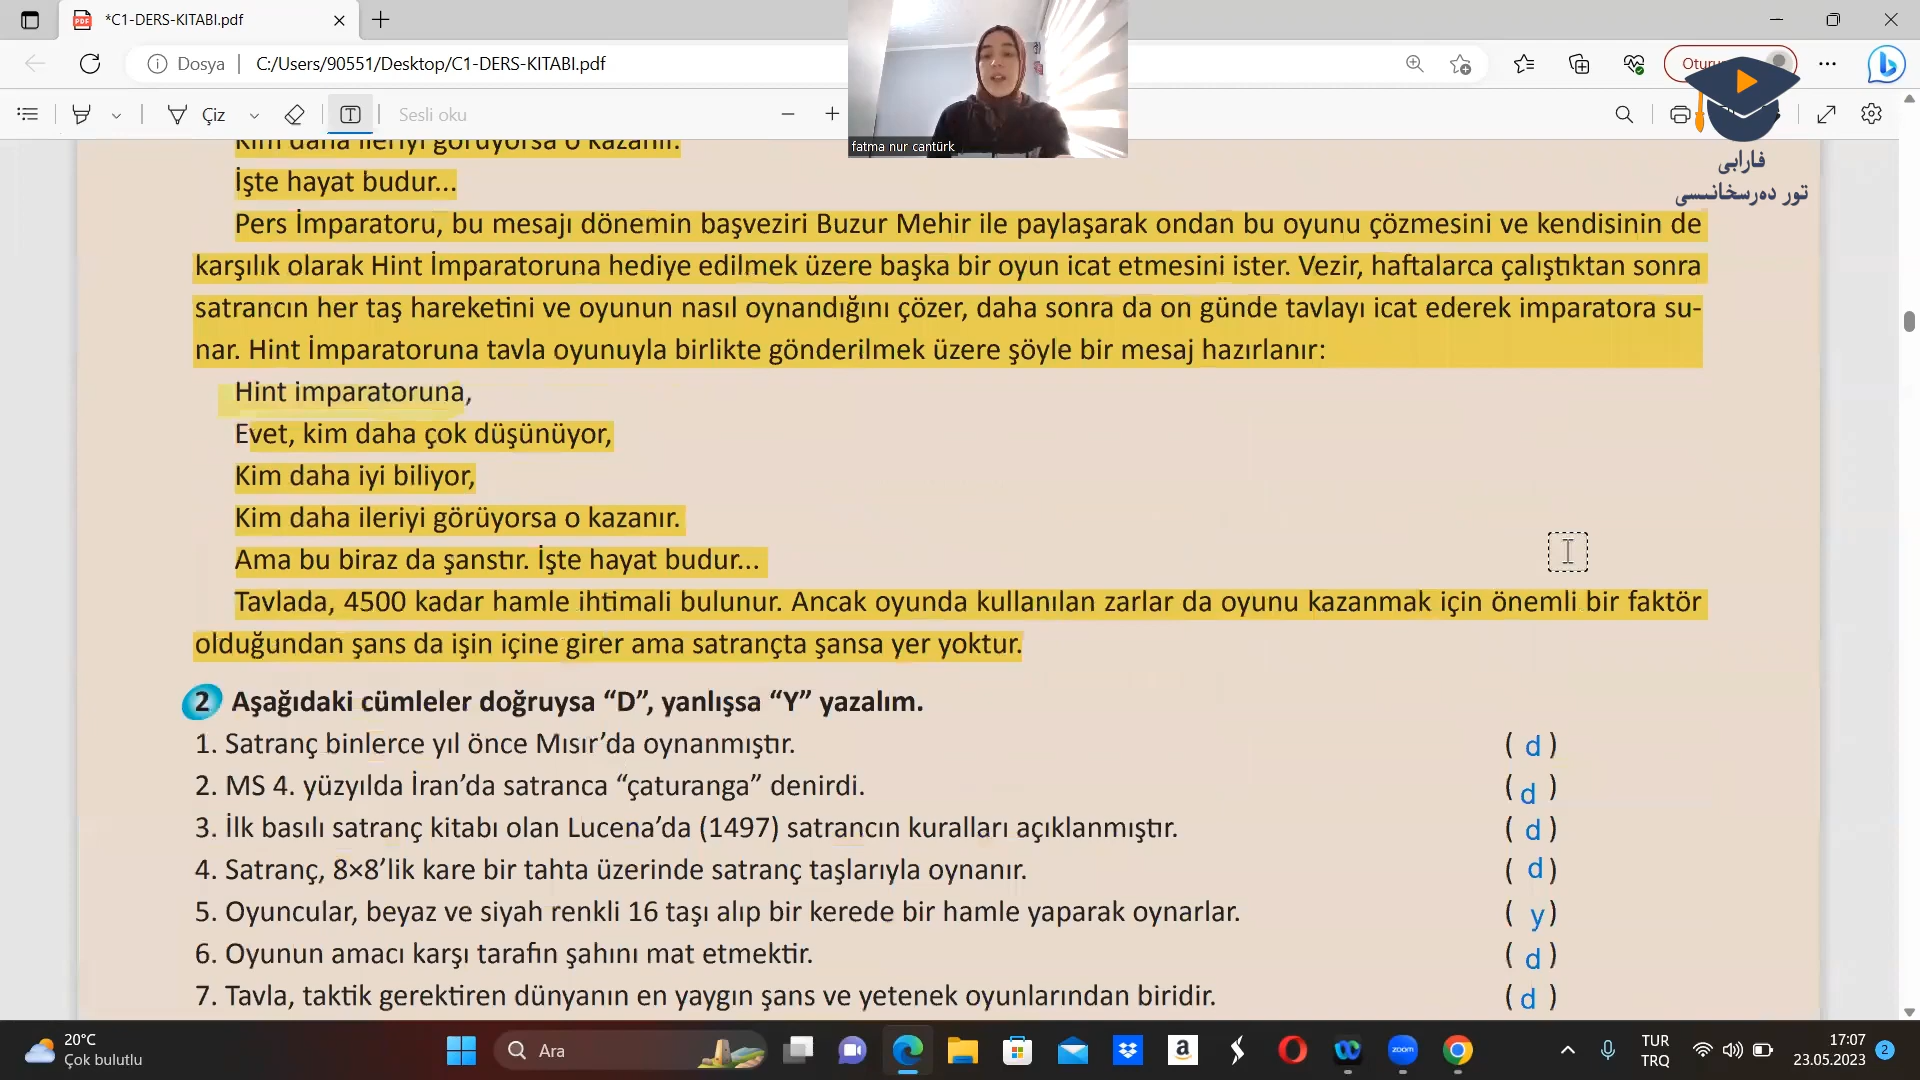 *C1-DERS-KITABI.pdf
Dosya
C:/Users/90551/Desktop/C1-DERS-KITABI.pdf
Çiz
Sesli oku
fatma nur cantürk
فارابى
تور دەرسخانىسى
Kim daha ileriyi görüyorsa o kazanır.
İşte hayat budur...
Pers İmparatoru, bu mesajı dönemin başveziri Buzur Mehir ile paylaşarak ondan bu oyunu çözmesini ve kendisinin de
karşılık olarak Hint İmparatoruna hediye edilmek üzere başka bir oyun icat etmesini ister. Vezir, haftalarca çalıştıktan sonra
satrancın her taş hareketini ve oyunun nasıl oynandığını çözer, daha sonra da on günde tavlayı icat ederek imparatora su-
nar. Hint İmparatoruna tavla oyunuyla birlikte gönderilmek üzere şöyle bir mesaj hazırlanır:
Hint imparatoruna,
Evet, kim daha çok düşünüyor,
Kim daha iyi biliyor,
Kim daha ileriyi görüyorsa o kazanır.
Ama bu biraz da şanstır. İşte hayat budur...
Tavlada, 4500 kadar hamle ihtimali bulunur. Ancak oyunda kullanılan zarlar da oyunu kazanmak için önemli bir faktör
olduğundan şans da işin içine girer ama satrançta şansa yer yoktur.
2 Aşağıdaki cümleler doğruysa “D”, yanlışsa “Y” yazalım.
1. Satranç binlerce yıl önce Mısır’da oynanmıştır. ( d )
2. MS 4. yüzyılda İran’da satranca “çaturanga” denirdi. ( d )
3. İlk basılı satranç kitabı olan Lucena’da (1497) satrancın kuralları açıklanmıştır. ( d )
4. Satranç, 8×8’lik kare bir tahta üzerinde satranç taşlarıyla oynanır. ( d )
5. Oyuncular, beyaz ve siyah renkli 16 taşı alıp bir kerede bir hamle yaparak oynarlar. ( y )
6. Oyunun amacı karşı tarafın şahını mat etmektir. ( d )
7. Tavla, taktik gerektiren dünyanın en yaygın şans ve yetenek oyunlarından biridir. ( d )
20°C
Çok bulutlu
Ara
zoom
TUR
TRQ
17:07
23.05.2023
2